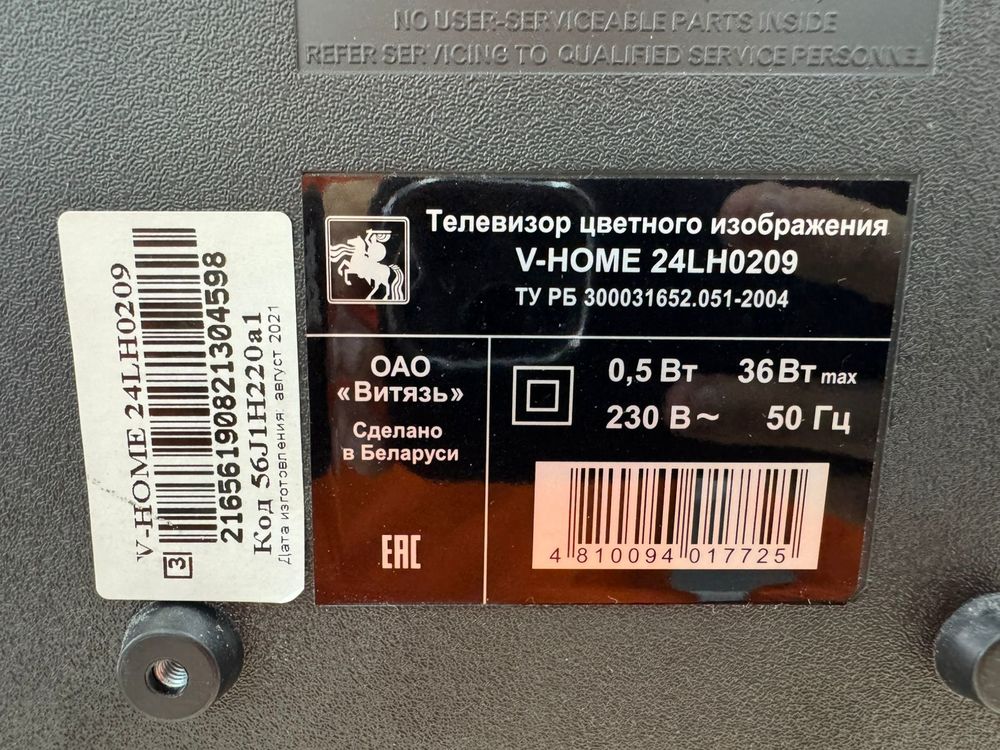 NO USER-SERVICEABLE PARTS INSIDE
REFER SERVICING TO QUALIFIED SERVICE PERSONNEL
Телевизор цветного изображения
V-HOME 24LH0209
ТУ РБ 300031652.051-2004
ОАО
«Витязь»
Сделано
в Беларуси
EAC
0,5 Вт 36 Вт max
230 В ~ 50 Гц
4 810094 017725
V-HOME 24LH0209
3
21656190821304598
Код 56J1H220a1
Дата изготовления: август 2021